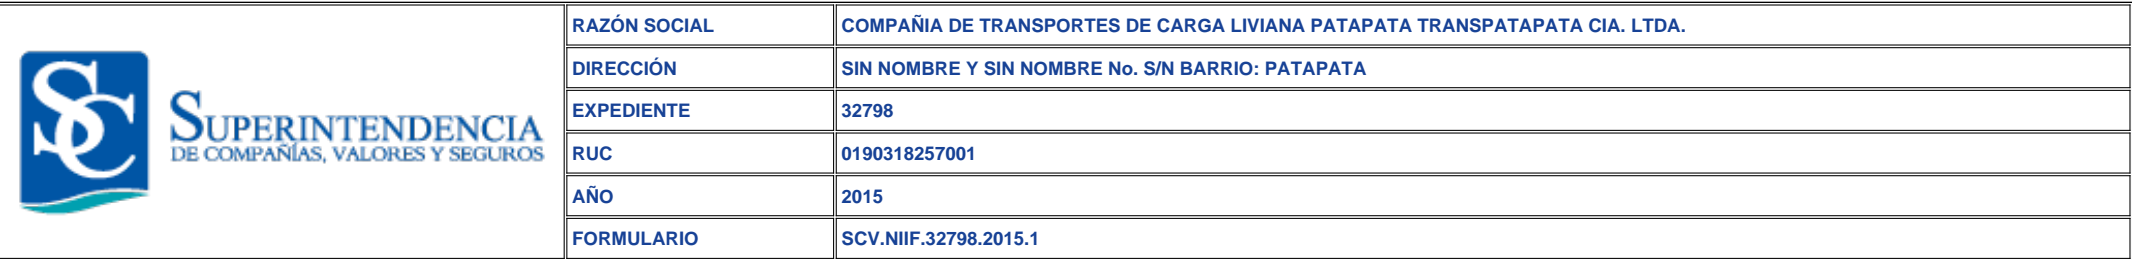 SC
SUPERINTENDENCIA
DE COMPAÑÍAS, VALORES Y SEGUROS
RAZÓN SOCIAL COMPAÑIA DE TRANSPORTES DE CARGA LIVIANA PATAPATA TRANSPATAPATA CIA. LTDA.
DIRECCIÓN SIN NOMBRE Y SIN NOMBRE No. S/N BARRIO: PATAPATA
EXPEDIENTE 32798
RUC 0190318257001
AÑO 2015
FORMULARIO SCV.NIIF.32798.2015.1